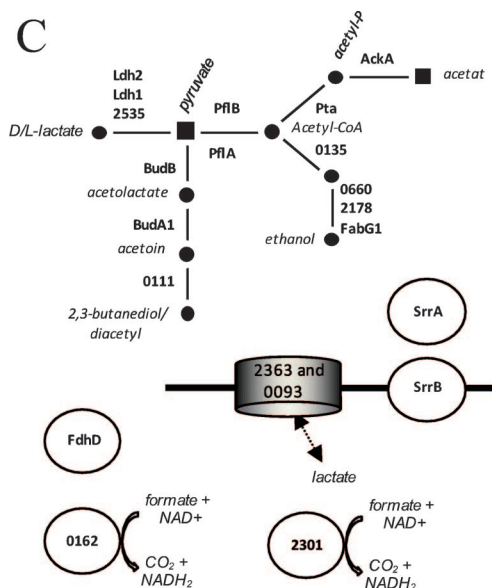 C
acetyl-P
AckA
acetat
Ldh2
Ldh1
2535
pyruvate
PflB
Pta
D/L-lactate
Acetyl-CoA
PflA
0135
BudB
acetolactate
0660
2178
BudA1
FabG1
acetoin
ethanol
0111
2,3-butanediol/
diacetyl
SrrA
2363 and
0093
SrrB
FdhD
lactate
formate +
NAD+
0162
CO2 +
NADH2
formate +
NAD+
2301
CO2 +
NADH2